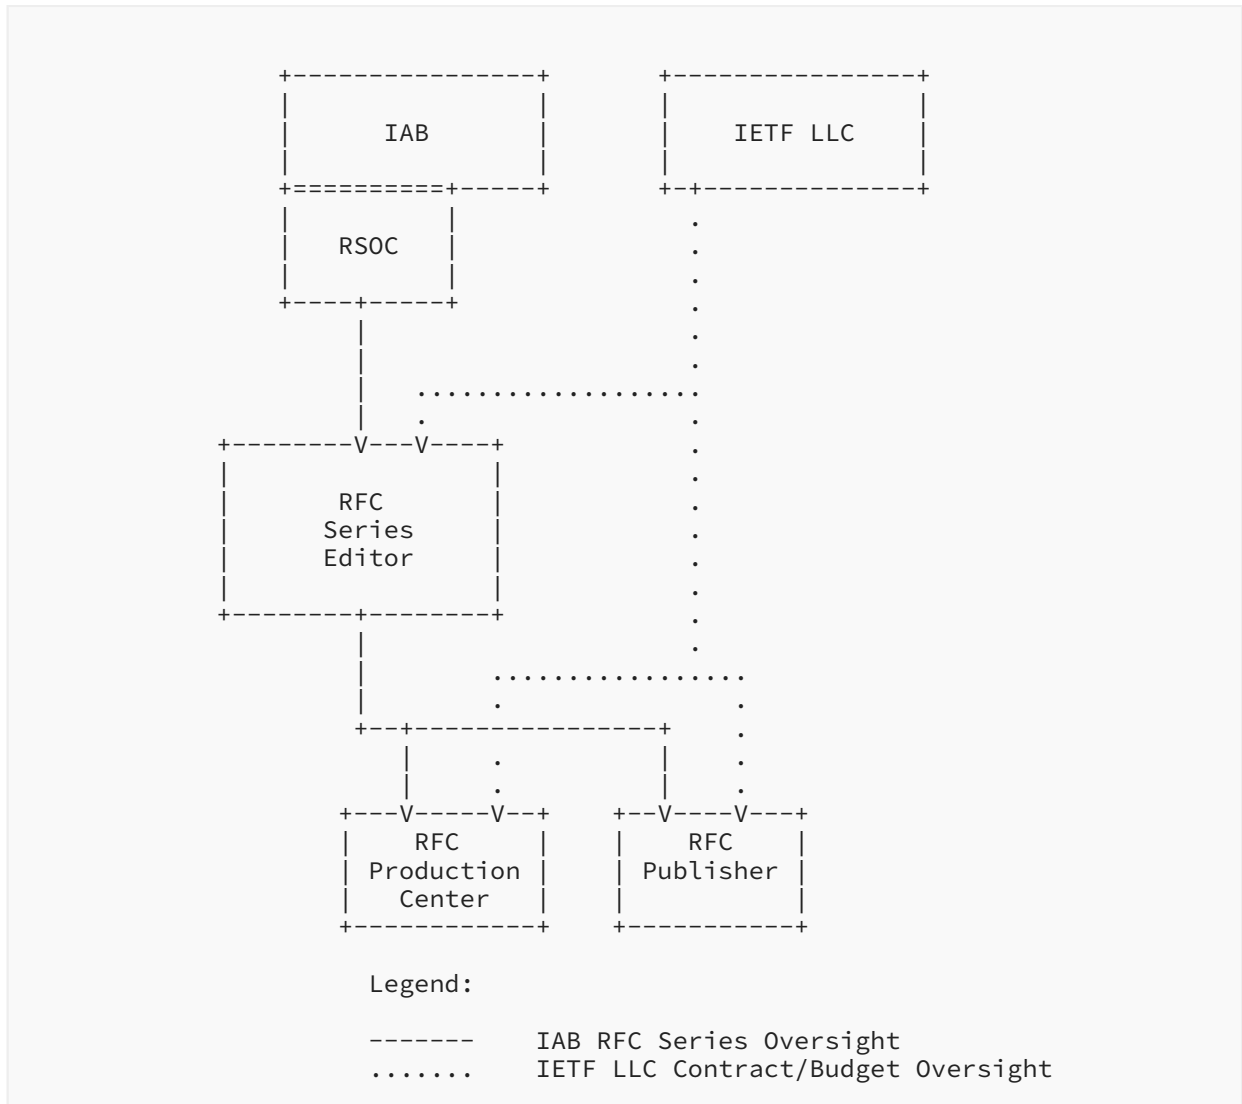 IAB
IETF LLC
RSOC
RFC
Series
Editor
RFC
Production
Center
RFC
Publisher
Legend:
------- IAB RFC Series Oversight
....... IETF LLC Contract/Budget Oversight